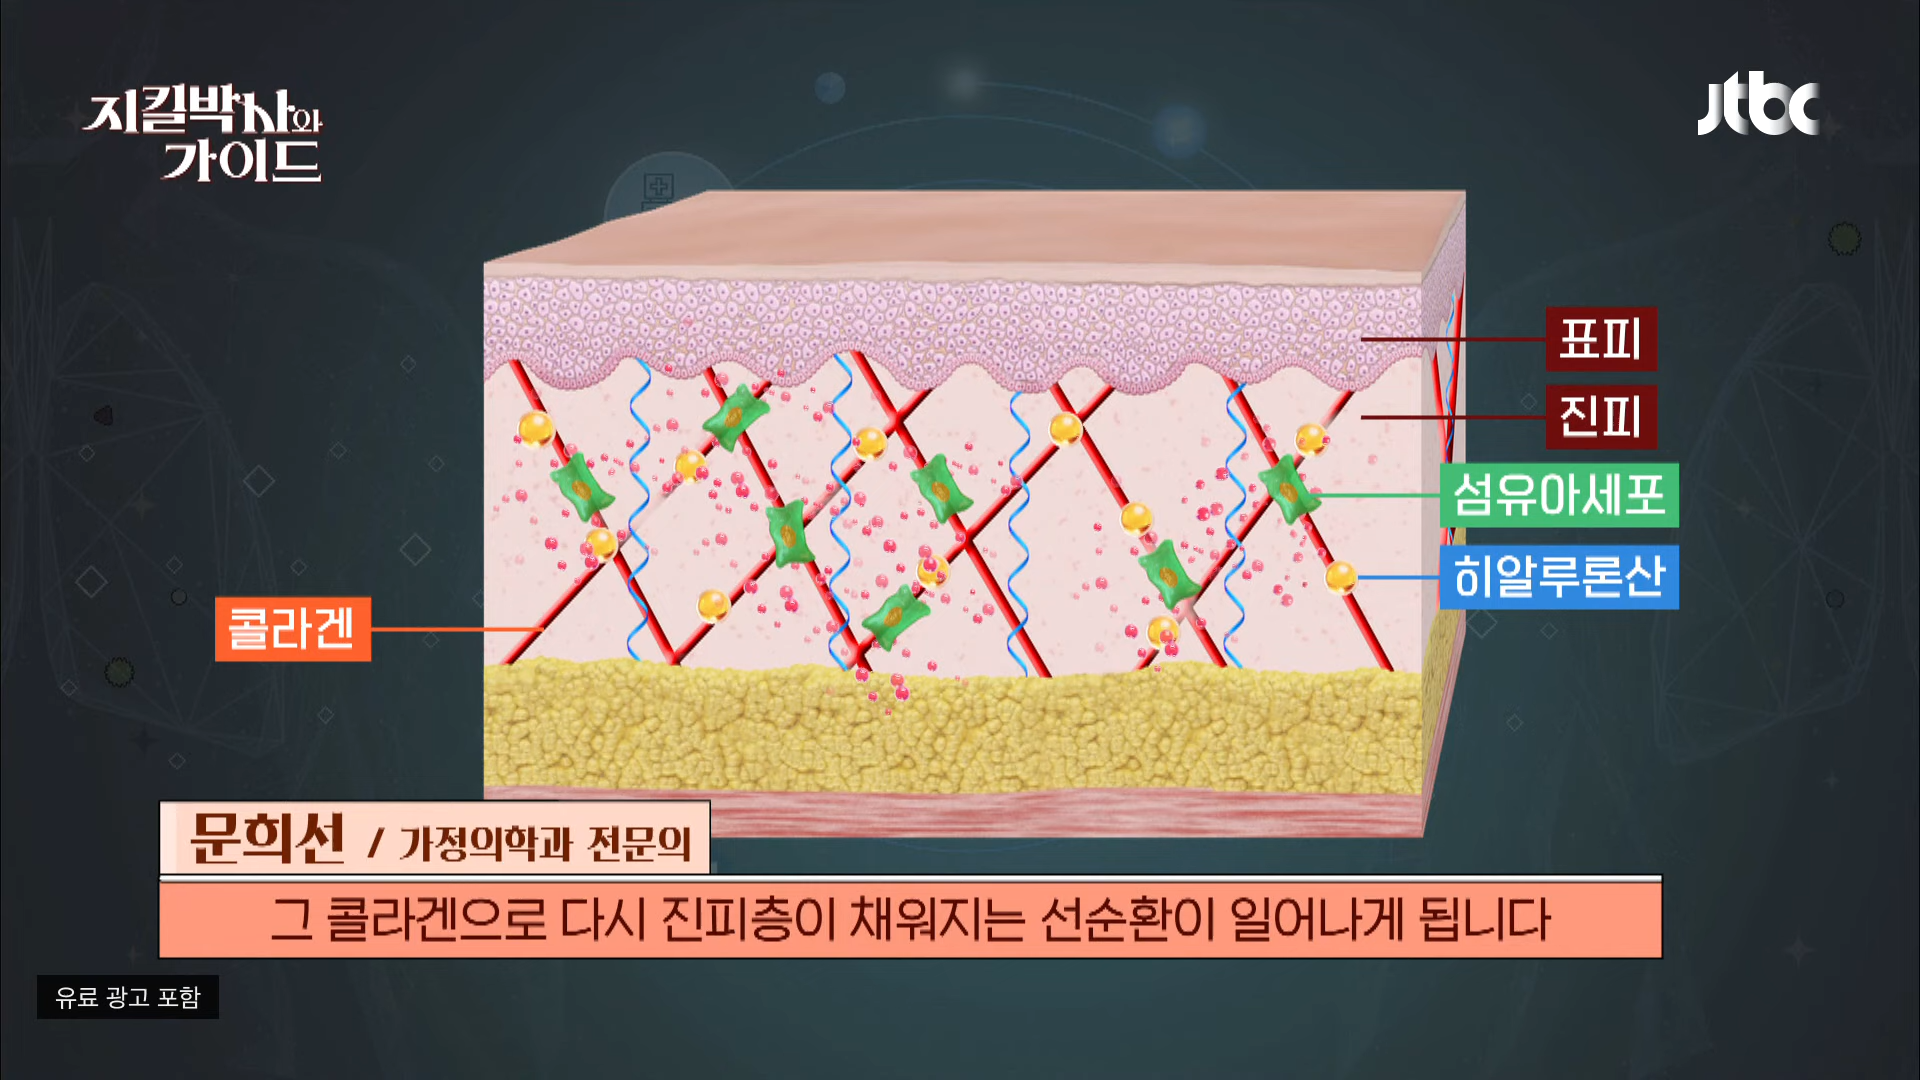 지킬박사와
가이드
jtbc
표피
진피
섬유아세포
히알루론산
콜라겐
문희선 / 가정의학과 전문의
그 콜라겐으로 다시 진피층이 채워지는 선순환이 일어나게 됩니다
유료 광고 포함